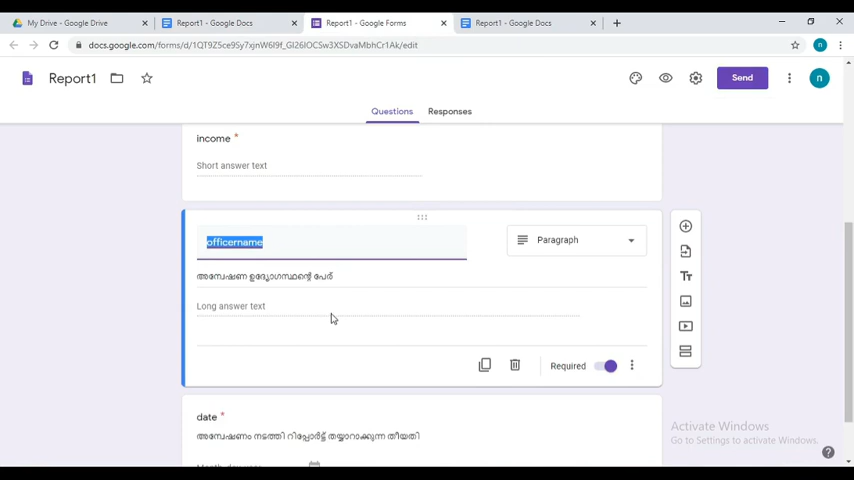 My Drive - Google Drive
Report1 - Google Docs
Report1 - Google Forms
Report1 - Google Docs
docs.google.com/forms/d/1QT9Z5ce9Sy7xjnW6I9f_GI26IOCSw3XSDvaMbhCr1Ak/edit
n
Report1
Send
n
Questions
Responses
income *
Short answer text
officername
Paragraph
അന്വേഷണ ഉദ്യോഗസ്ഥന്റെ പേര്
Long answer text
Required
date *
അന്വേഷണം നടത്തി റിപ്പോർട്ട് തയ്യാറാക്കുന്ന തീയതി
Activate Windows
Go to Settings to activate Windows.